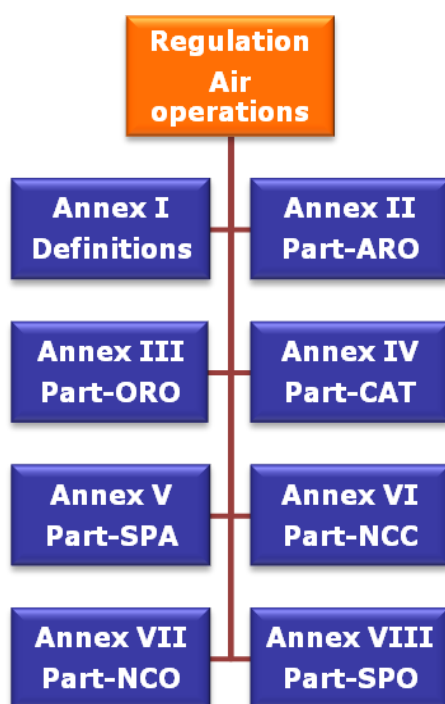 Regulation
Air
operations
Annex I
Definitions
Annex II
Part-ARO
Annex III
Part-ORO
Annex IV
Part-CAT
Annex V
Part-SPA
Annex VI
Part-NCC
Annex VII
Part-NCO
Annex VIII
Part-SPO